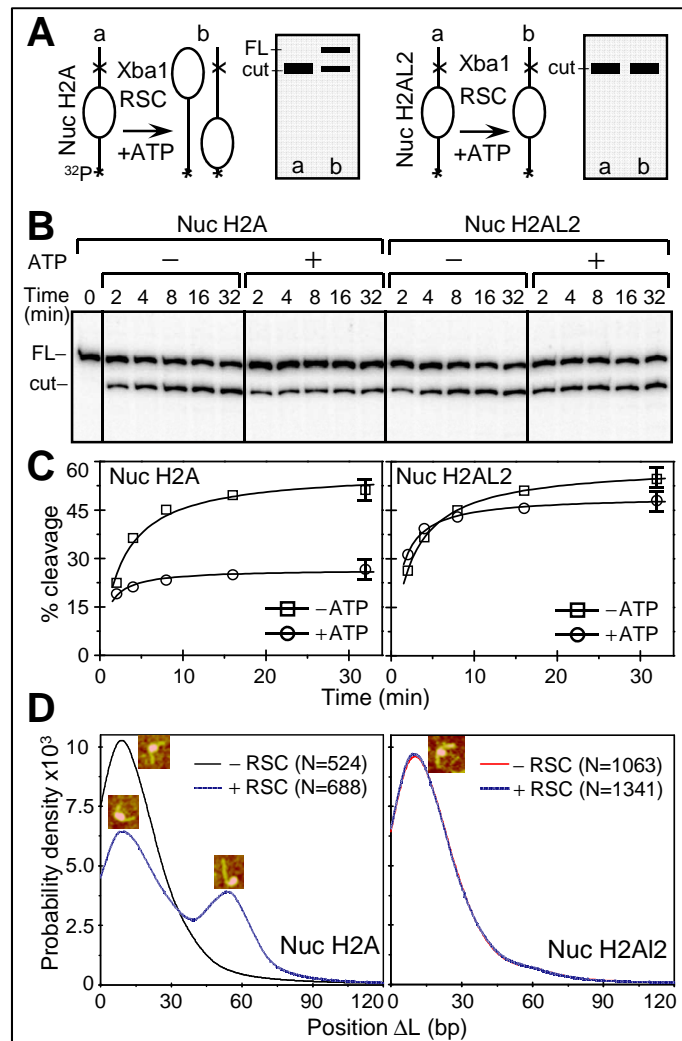 A
Nuc H2A
a
b
Xba1
RSC
+ATP
32P
*
*
*
FL
cut
a
b
Nuc H2AL2
a
b
Xba1
RSC
+ATP
*
*
cut
a
b
B
Nuc H2A
Nuc H2AL2
ATP
−
+
−
+
Time (min)
0
2 4 8 16 32
2 4 8 16 32
2 4 8 16 32
2 4 8 16 32
FL
cut
C
% cleavage
60
45
30
15
0
Nuc H2A
−ATP
+ATP
Nuc H2AL2
−ATP
+ATP
0 10 20 30
0 10 20 30
Time (min)
D
Probability density x10³
10
7.5
5.0
2.5
0
− RSC (N=524)
+ RSC (N=688)
Nuc H2A
− RSC (N=1063)
+ RSC (N=1341)
Nuc H2Al2
0 30 60 90 120
0 30 60 90 120
Position ΔL (bp)